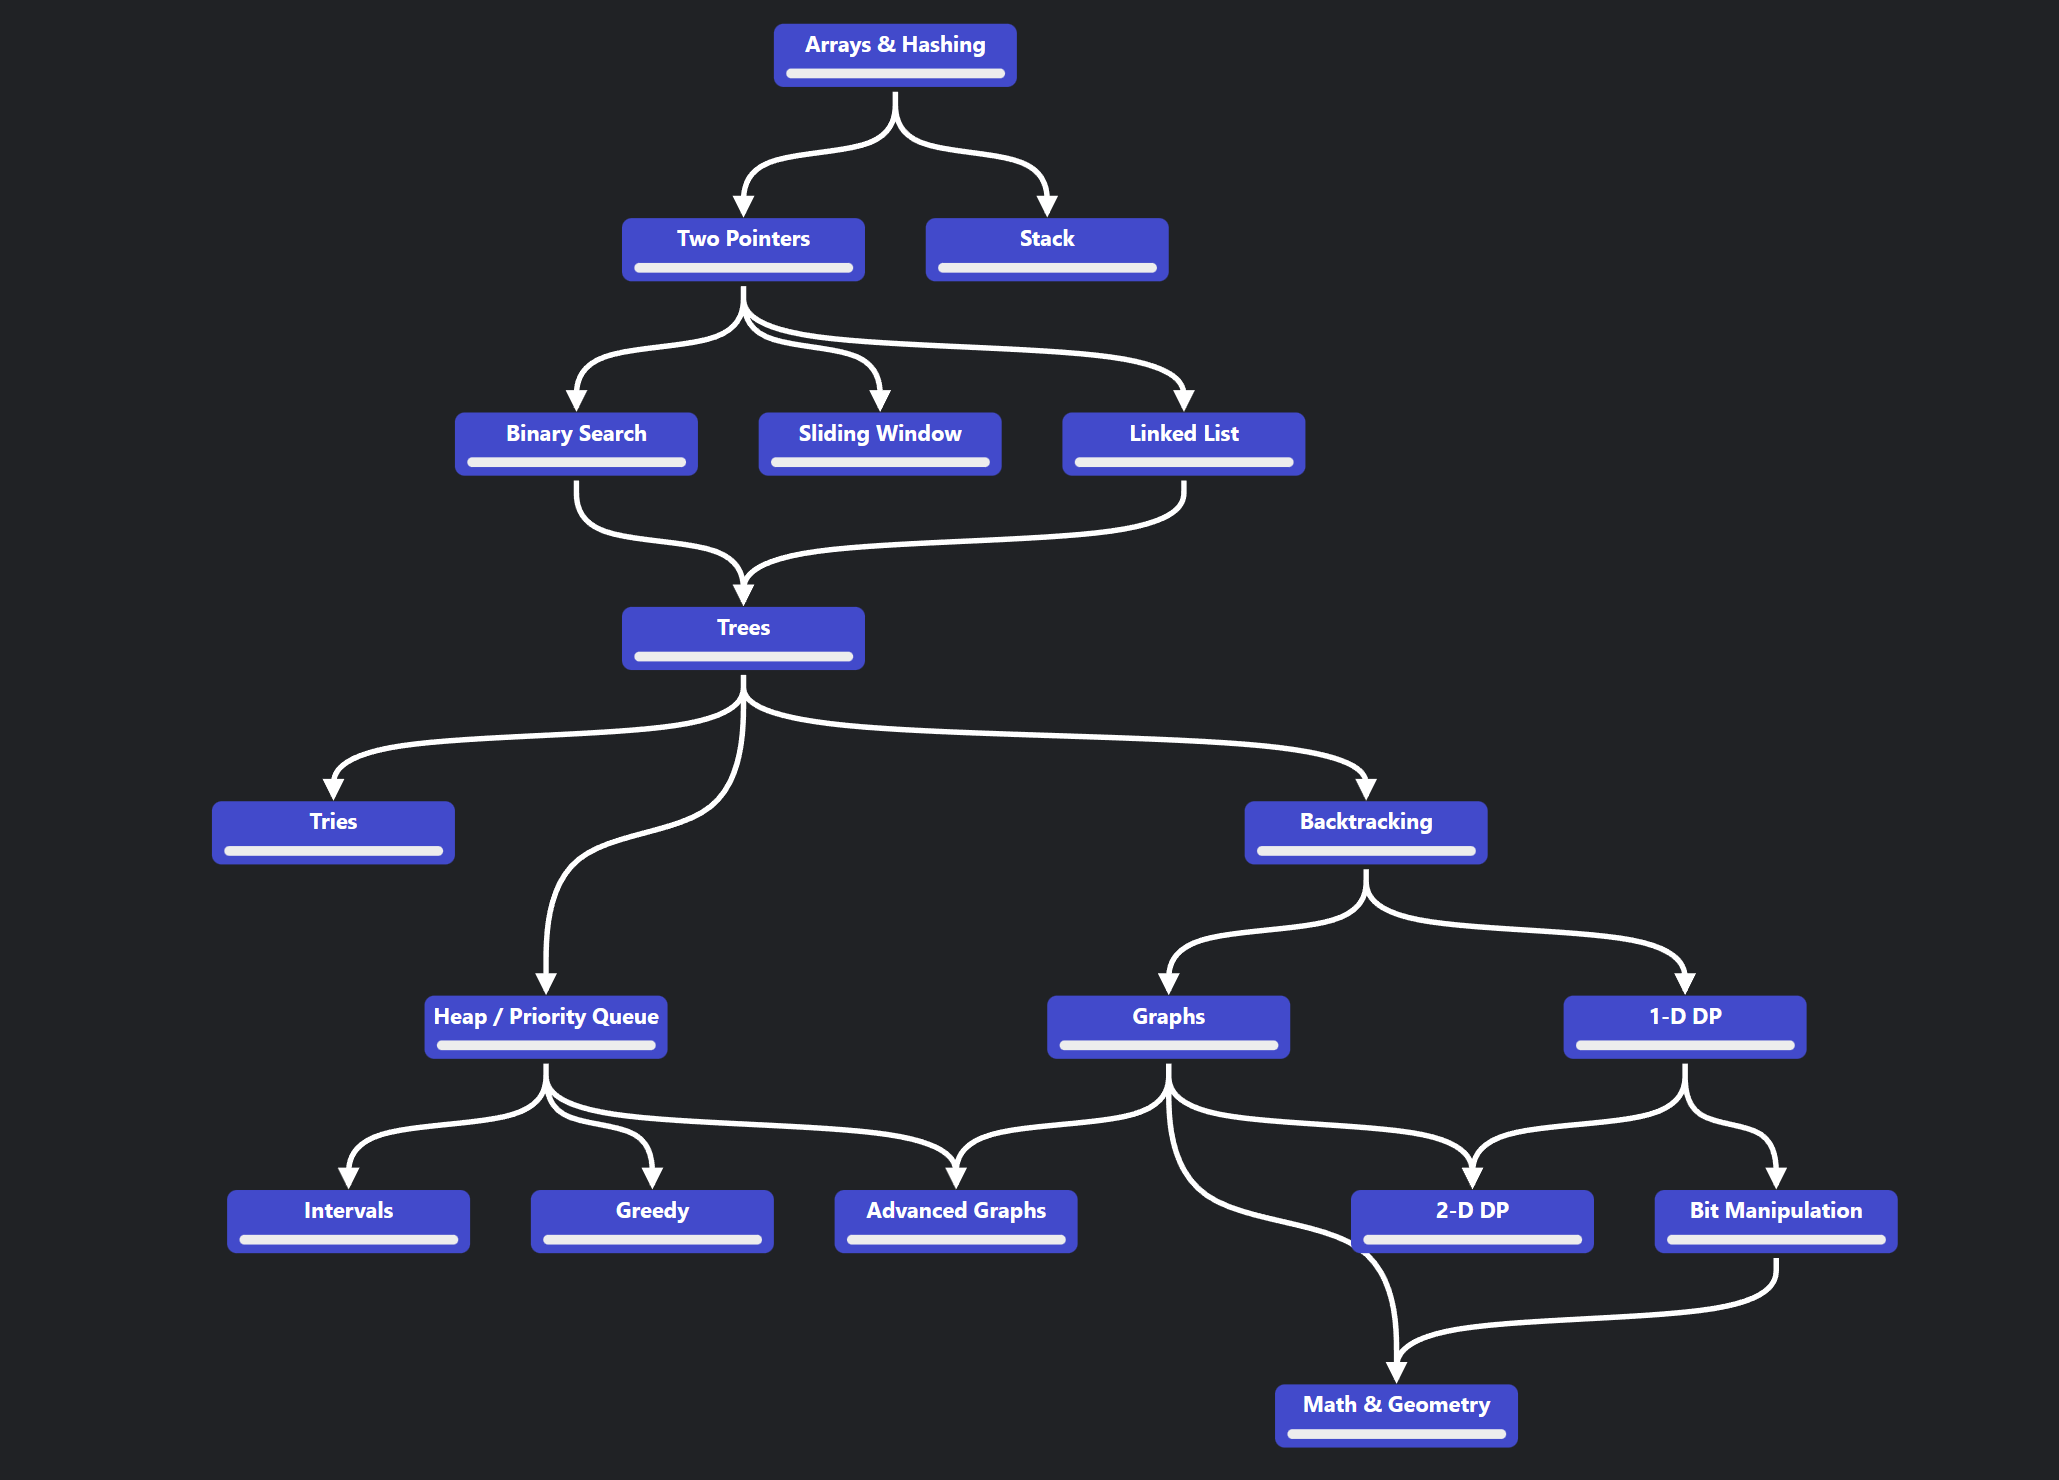 Arrays & Hashing
Two Pointers
Stack
Binary Search
Sliding Window
Linked List
Trees
Tries
Backtracking
Heap / Priority Queue
Graphs
1-D DP
Intervals
Greedy
Advanced Graphs
2-D DP
Bit Manipulation
Math & Geometry